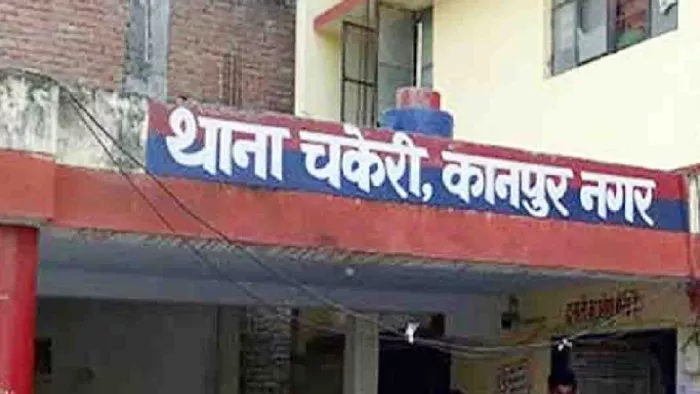 थाना चकेरी, कानपुर नगर